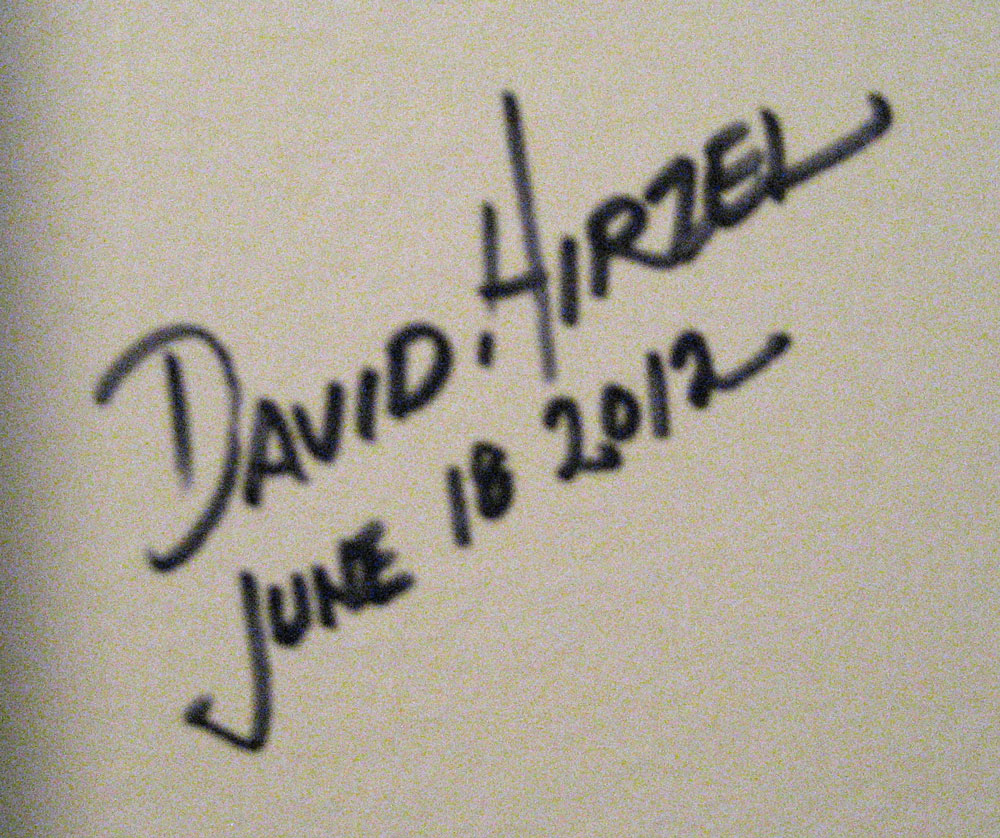 DAVID. HIRZEL
JUNE 18 2012